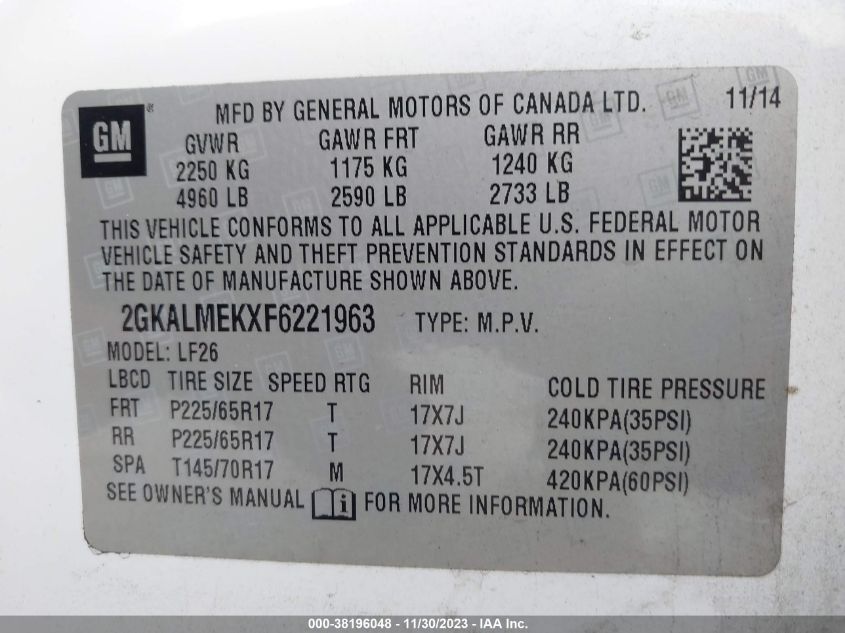 GM ® MFD BY GENERAL MOTORS OF CANADA LTD. 11/14
GVWR GAWR FRT GAWR RR
2250 KG 1175 KG 1240 KG
4960 LB 2590 LB 2733 LB
THIS VEHICLE CONFORMS TO ALL APPLICABLE U.S. FEDERAL MOTOR
VEHICLE SAFETY AND THEFT PREVENTION STANDARDS IN EFFECT ON
THE DATE OF MANUFACTURE SHOWN ABOVE.
2GKALMEKXF6221963 TYPE: M.P.V.
MODEL: LF26
LBCD TIRE SIZE SPEED RTG RIM COLD TIRE PRESSURE
FRT P225/65R17 T 17X7J 240KPA(35PSI)
RR P225/65R17 T 17X7J 240KPA(35PSI)
SPA T145/70R17 M 17X4.5T 420KPA(60PSI)
SEE OWNER'S MANUAL i FOR MORE INFORMATION.
000-38196048 - 11/30/2023 - IAA Inc.